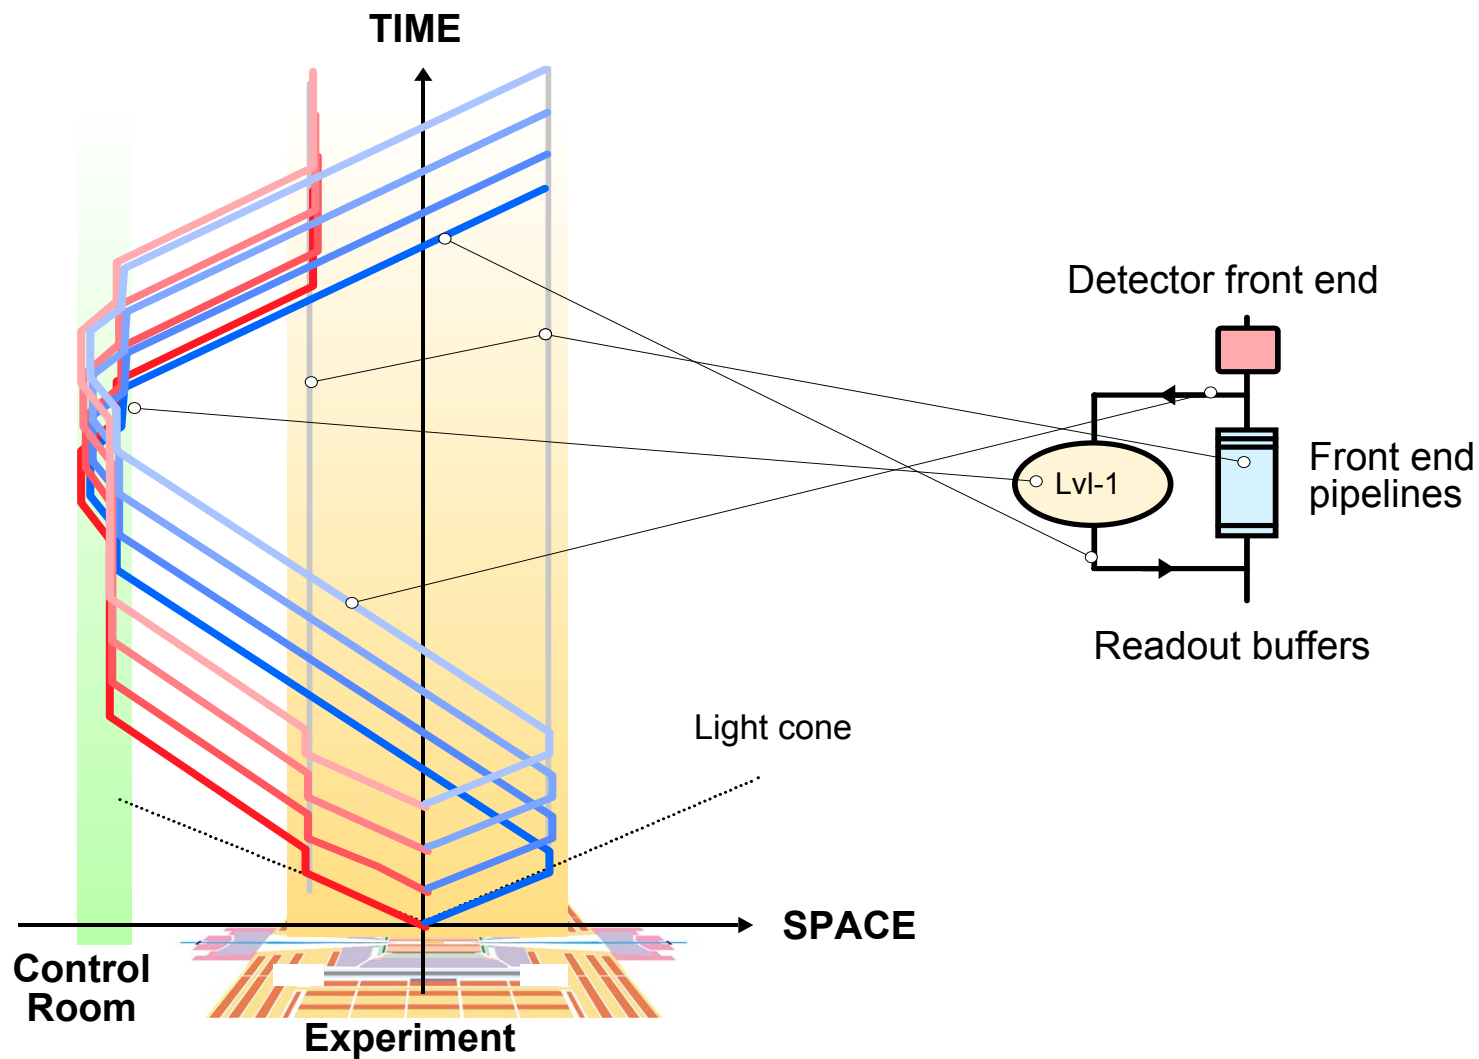 TIME
Detector front end
Lvl-1
Front end
pipelines
Readout buffers
Light cone
SPACE
Control
Room
Experiment